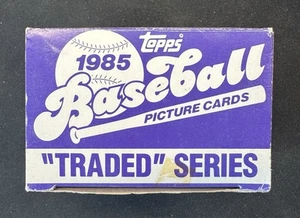 topps
1985
Baseball
PICTURE CARDS
"TRADED" SERIES